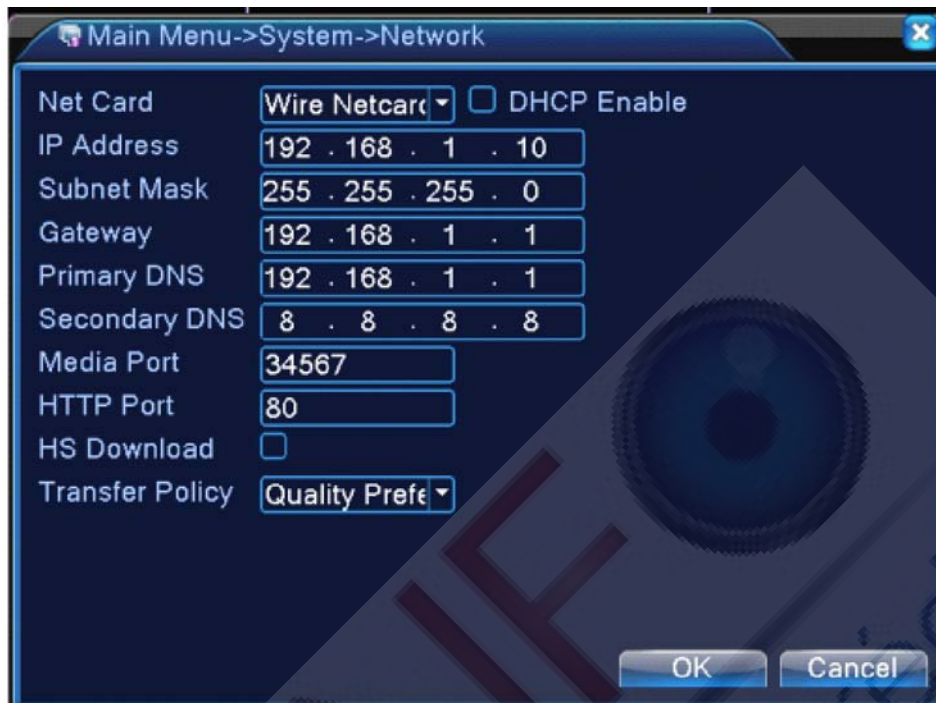 Main Menu->System->Network
Net Card Wire Netcarc DHCP Enable
IP Address 192 . 168 . 1 . 10
Subnet Mask 255 . 255 . 255 . 0
Gateway 192 . 168 . 1 . 1
Primary DNS 192 . 168 . 1 . 1
Secondary DNS 8 . 8 . 8 . 8
Media Port 34567
HTTP Port 80
HS Download
Transfer Policy Quality Prefe
IF
OK Cancel